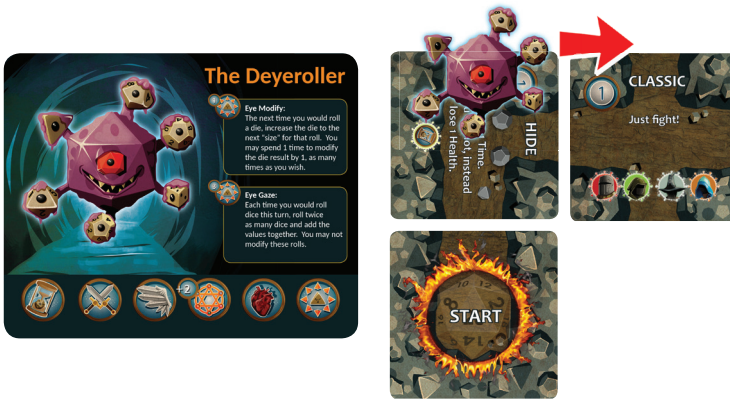 The Deyeroller
Eye Modify:
The next time you would roll
a die, increase the die to the
next "size" for that roll. You
may spend 1 time to modify
the die result by 1, as many
times as you wish.
Eye Gaze:
Each time you would roll
dice this turn, roll twice
as many dice and add the
values together. You may not
modify these rolls.
+2
HIDE
Time.
instead
lose 1 Health.
1
CLASSIC
Just fight!
START